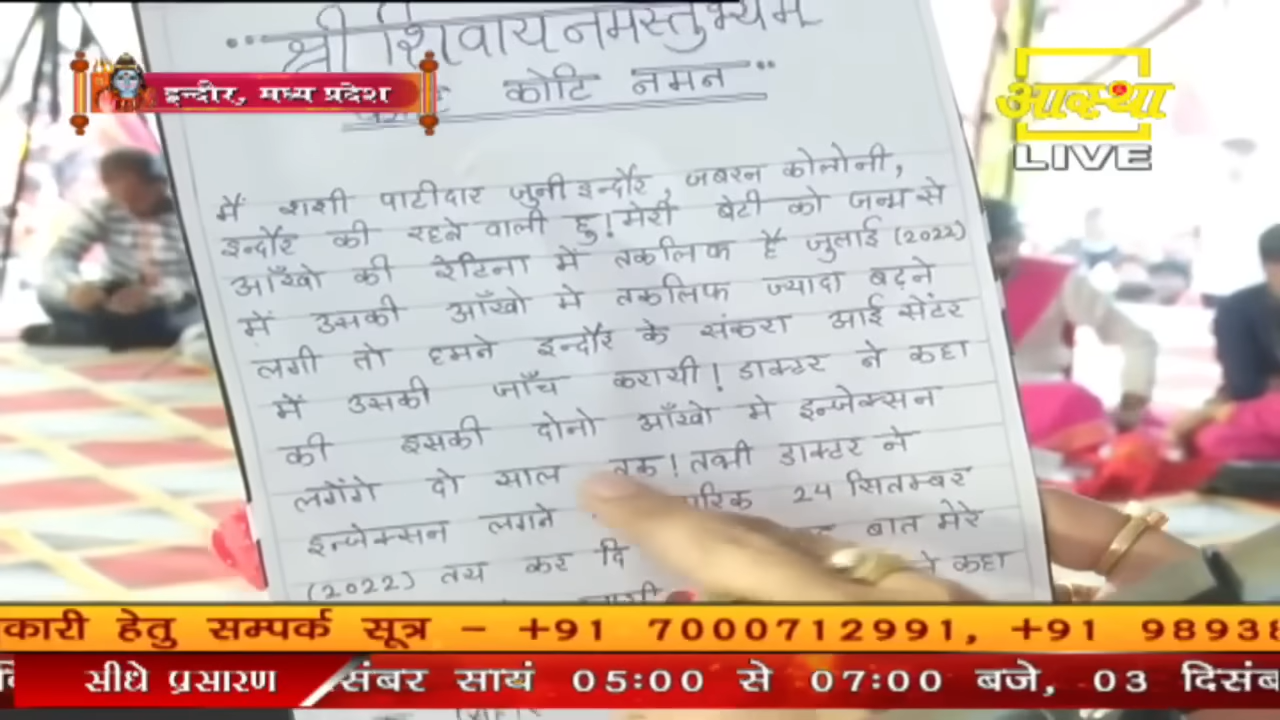 श्री शिवाय नमस्तुभ्यम
कोटि नमन
इन्दौर, मध्य प्रदेश
आस्था
LIVE
मैं शशी पाटीदार जुनी इन्दौर, जबरन कोलोनी,
इन्दौर की रहने वाली हु! मेरी बेटी को जन्म से
आँखो की रेटिना में तकलिफ है जुलाई (2022)
में उसकी आँखो मे तकलिफ ज्यादा बढ़ने
लगी तो हमने इन्दौर के संकरा आई सेंटर
में उसकी जाँच करायी! डाक्टर ने कहा
की इसकी दोनो आँखो मे इन्जेक्सन
लगेंगे दो साल तक! तभी डाक्टर ने
इन्जेक्सन लगने 24 सितम्बर
(2022) तय कर दि बात मेरे
ने कहा
कारी हेतु सम्पर्क सूत्र - +91 7000712991, +91 9893
सीधे प्रसारण संबर सायं 05:00 से 07:00 बजे, 03 दिसंब